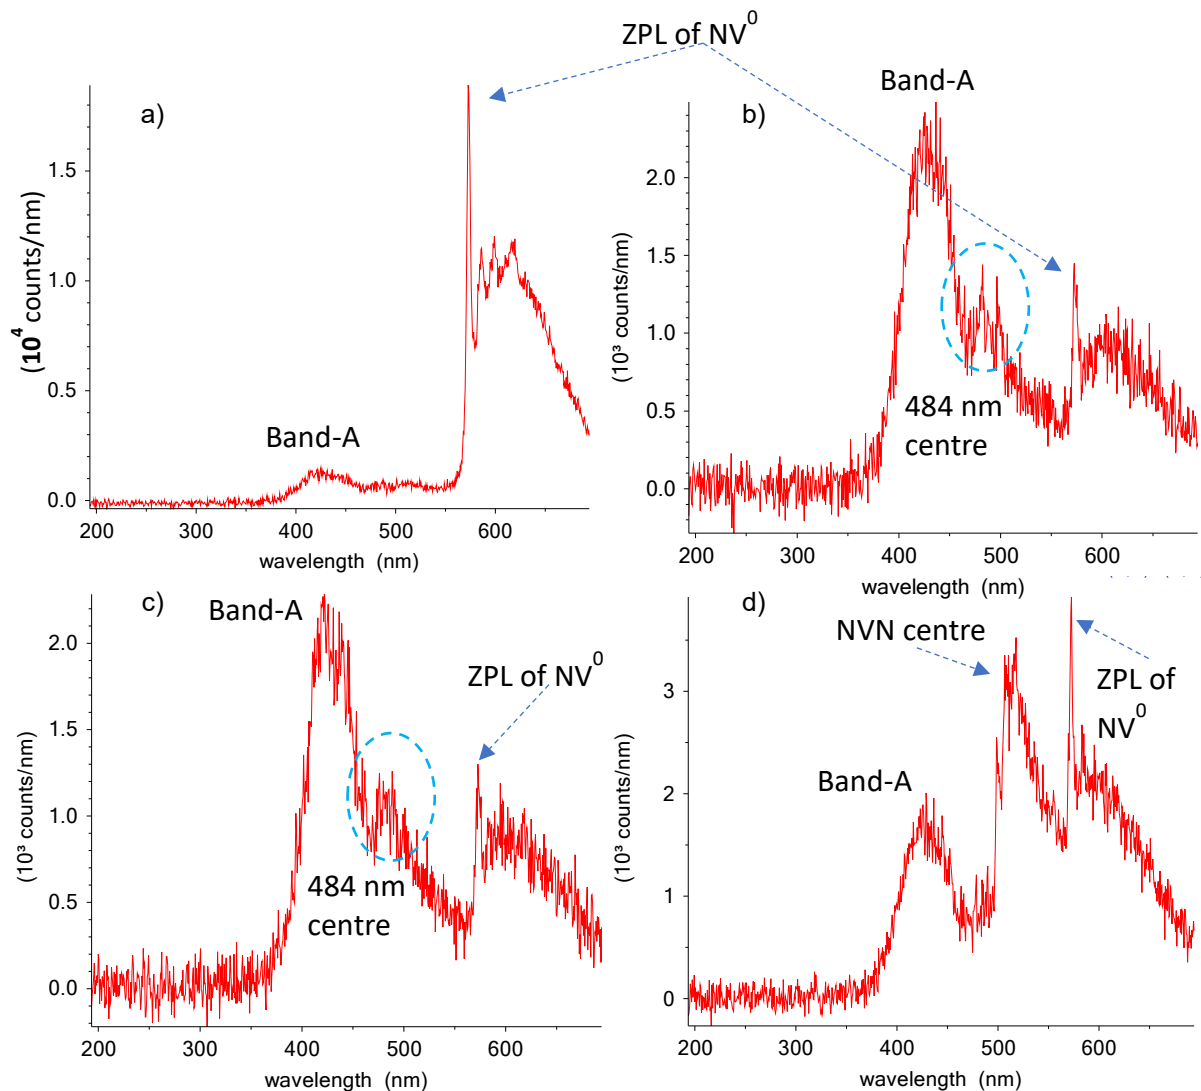 ZPL of NV⁰
a)
(10⁴ counts/nm)
1.5
1.0
0.5
0.0
Band-A
200 300 400 500 600
wavelength (nm)
b)
Band-A
(10³ counts/nm)
2.0
1.5
1.0
0.5
0.0
484 nm
centre
200 300 400 500 600
wavelength (nm)
c)
Band-A
ZPL of NV⁰
(10³ counts/nm)
2.0
1.5
1.0
0.5
0.0
484 nm
centre
200 300 400 500 600
wavelength (nm)
d)
NVN centre
ZPL of
NV⁰
Band-A
(10³ counts/nm)
3
2
1
0
200 300 400 500 600
wavelength (nm)